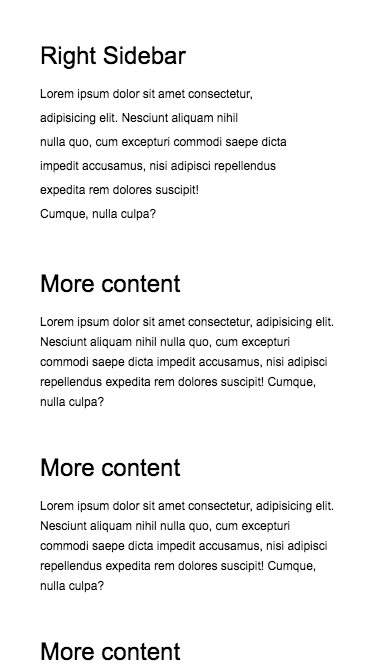 Right Sidebar
Lorem ipsum dolor sit amet consectetur,
adipisicing elit. Nesciunt aliquam nihil
nulla quo, cum excepturi commodi saepe dicta
impedit accusamus, nisi adipisci repellendus
expedita rem dolores suscipit!
Cumque, nulla culpa?
More content
Lorem ipsum dolor sit amet consectetur, adipisicing elit.
Nesciunt aliquam nihil nulla quo, cum excepturi
commodi saepe dicta impedit accusamus, nisi adipisci
repellendus expedita rem dolores suscipit! Cumque,
nulla culpa?
More content
Lorem ipsum dolor sit amet consectetur, adipisicing elit.
Nesciunt aliquam nihil nulla quo, cum excepturi
commodi saepe dicta impedit accusamus, nisi adipisci
repellendus expedita rem dolores suscipit! Cumque,
nulla culpa?
More content